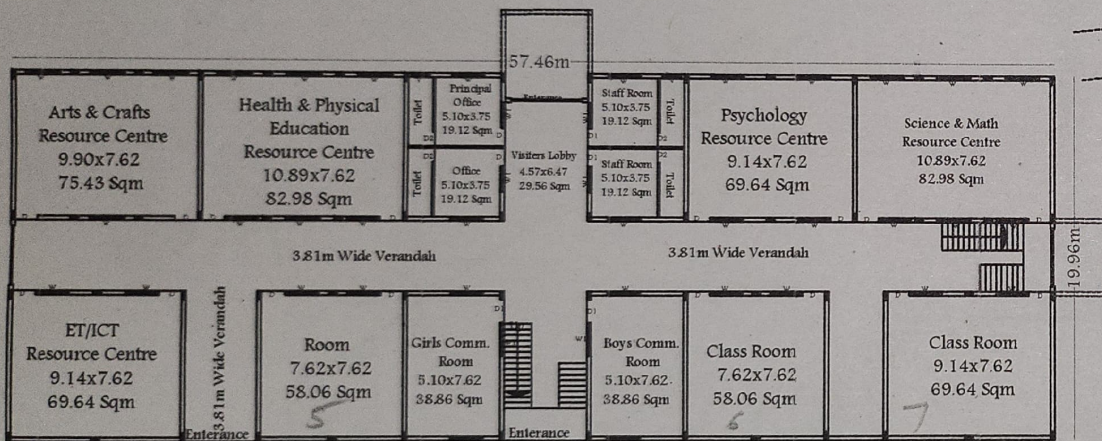 57.46m
Entrance
Arts & Crafts
Resource Centre
9.90x7.62
75.43 Sqm
Health & Physical
Education
Resource Centre
10.89x7.62
82.98 Sqm
Toilet
D2
Principal
Office
5.10x3.75
19.12 Sqm
Toilet
D2
Office
5.10x3.75
19.12 Sqm
Visiters Lobby
4.57x6.47
29.56 Sqm
D1
Staff Room
5.10x3.75
19.12 Sqm
Toilet
D2
D1
Staff Room
5.10x3.75
19.12 Sqm
Toilet
Psychology
Resource Centre
9.14x7.62
69.64 Sqm
Science & Math
Resource Centre
10.89x7.62
82.98 Sqm
3.81m Wide Verandah
3.81m Wide Verandah
19.96m
ET/ICT
Resource Centre
9.14x7.62
69.64 Sqm
3.81m Wide Verandah
Enterance
Room
7.62x7.62
58.06 Sqm
5
Girls Comm.
Room
5.10x7.62
38.86 Sqm
D1
Enterance
D1
Boys Comm.
Room
5.10x7.62
38.86 Sqm
Class Room
7.62x7.62
58.06 Sqm
6
Class Room
9.14x7.62
69.64 Sqm
7